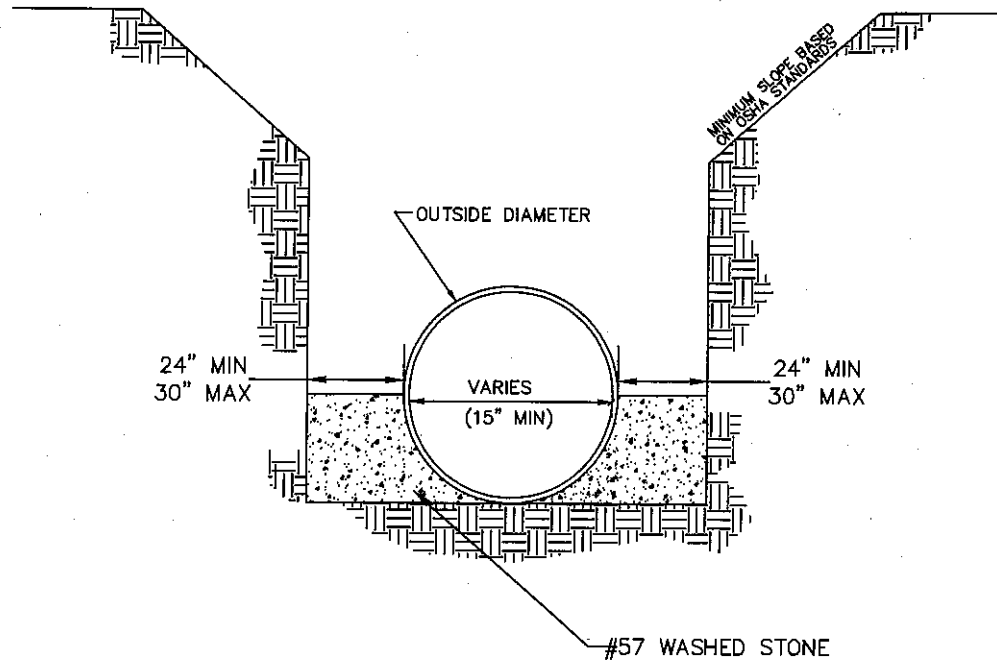 MINIMUM SLOPE BASED
ON OSHA STANDARDS
OUTSIDE DIAMETER
24" MIN
30" MAX
VARIES
(15" MIN)
24" MIN
30" MAX
#57 WASHED STONE